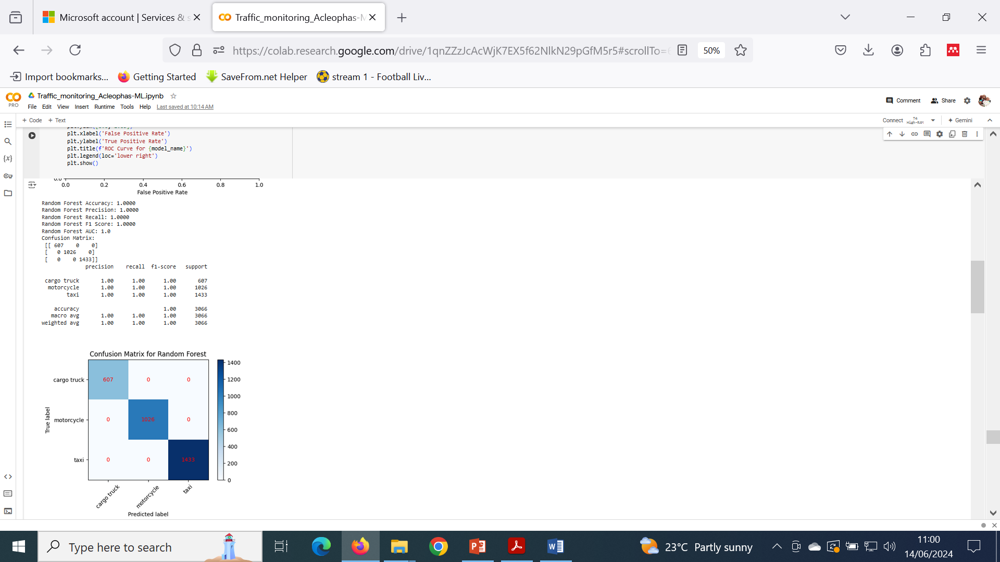 Microsoft account | Services & s
Traffic_monitoring_Acleophas-M
https://colab.research.google.com/drive/1qnZZzJcAcWjK7EX5f62NlkN29pGfM5r5#scrollTo=6
50%
Import bookmarks...
Getting Started
SaveFrom.net Helper
stream 1 - Football Liv...
PRO
Traffic_monitoring_Acleophas-ML.ipynb
Comment
Share
File Edit View Insert Runtime Tools Help Last saved at 10:14 AM
+ Code + Text
Connect
T4
High-RAM
Gemini
plt.xlabel('False Positive Rate')
plt.ylabel('True Positive Rate')
plt.title(f'ROC Curve for {model_name}')
plt.legend(loc='lower right')
plt.show()
0.0
0.0 0.2 0.4 0.6 0.8 1.0
False Positive Rate
Random Forest Accuracy: 1.0000
Random Forest Precision: 1.0000
Random Forest Recall: 1.0000
Random Forest F1 Score: 1.0000
Random Forest AUC: 1.0
Confusion Matrix:
[[ 607 0 0]
[ 0 1026 0]
[ 0 0 1433]]
precision recall f1-score support
cargo truck 1.00 1.00 1.00 607
motorcycle 1.00 1.00 1.00 1026
taxi 1.00 1.00 1.00 1433
accuracy 1.00 3066
macro avg 1.00 1.00 1.00 3066
weighted avg 1.00 1.00 1.00 3066
Confusion Matrix for Random Forest
True label
cargo truck 607 0 0
motorcycle 0 1026 0
taxi 0 0 1433
1400
1200
1000
800
600
400
200
0
cargo truck
motorcycle
taxi
Predicted label
Type here to search
23°C Partly sunny
11:00
14/06/2024